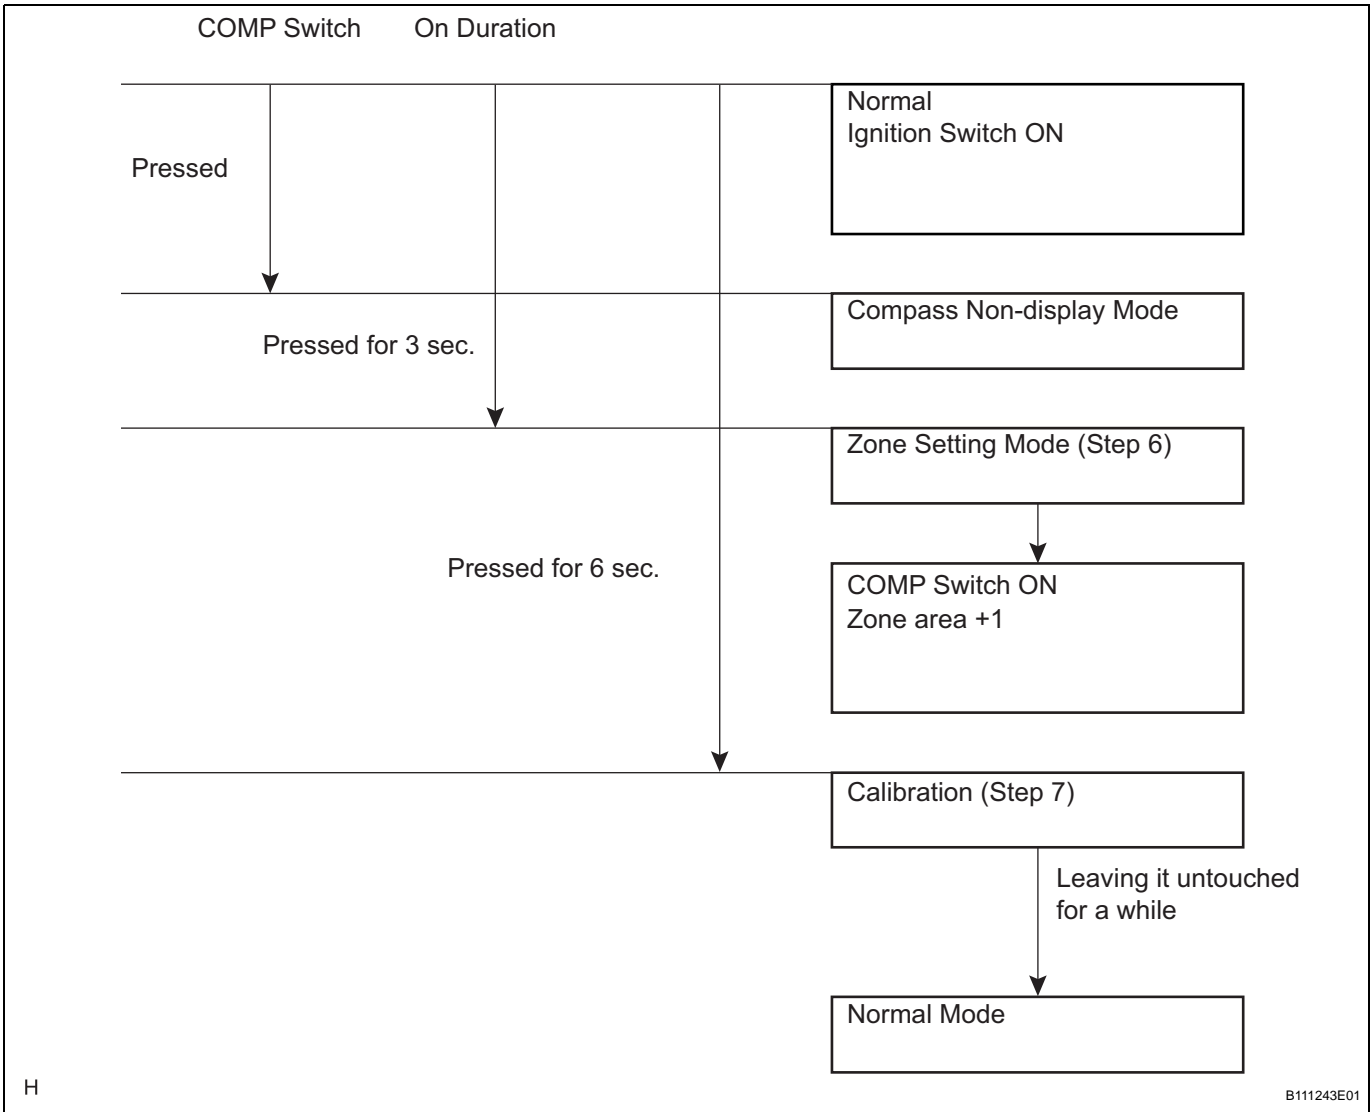 COMP Switch On Duration
Normal
Ignition Switch ON
Pressed
Compass Non-display Mode
Pressed for 3 sec.
Zone Setting Mode (Step 6)
Pressed for 6 sec.
COMP Switch ON
Zone area +1
Calibration (Step 7)
Leaving it untouched
for a while
Normal Mode
H
B111243E01